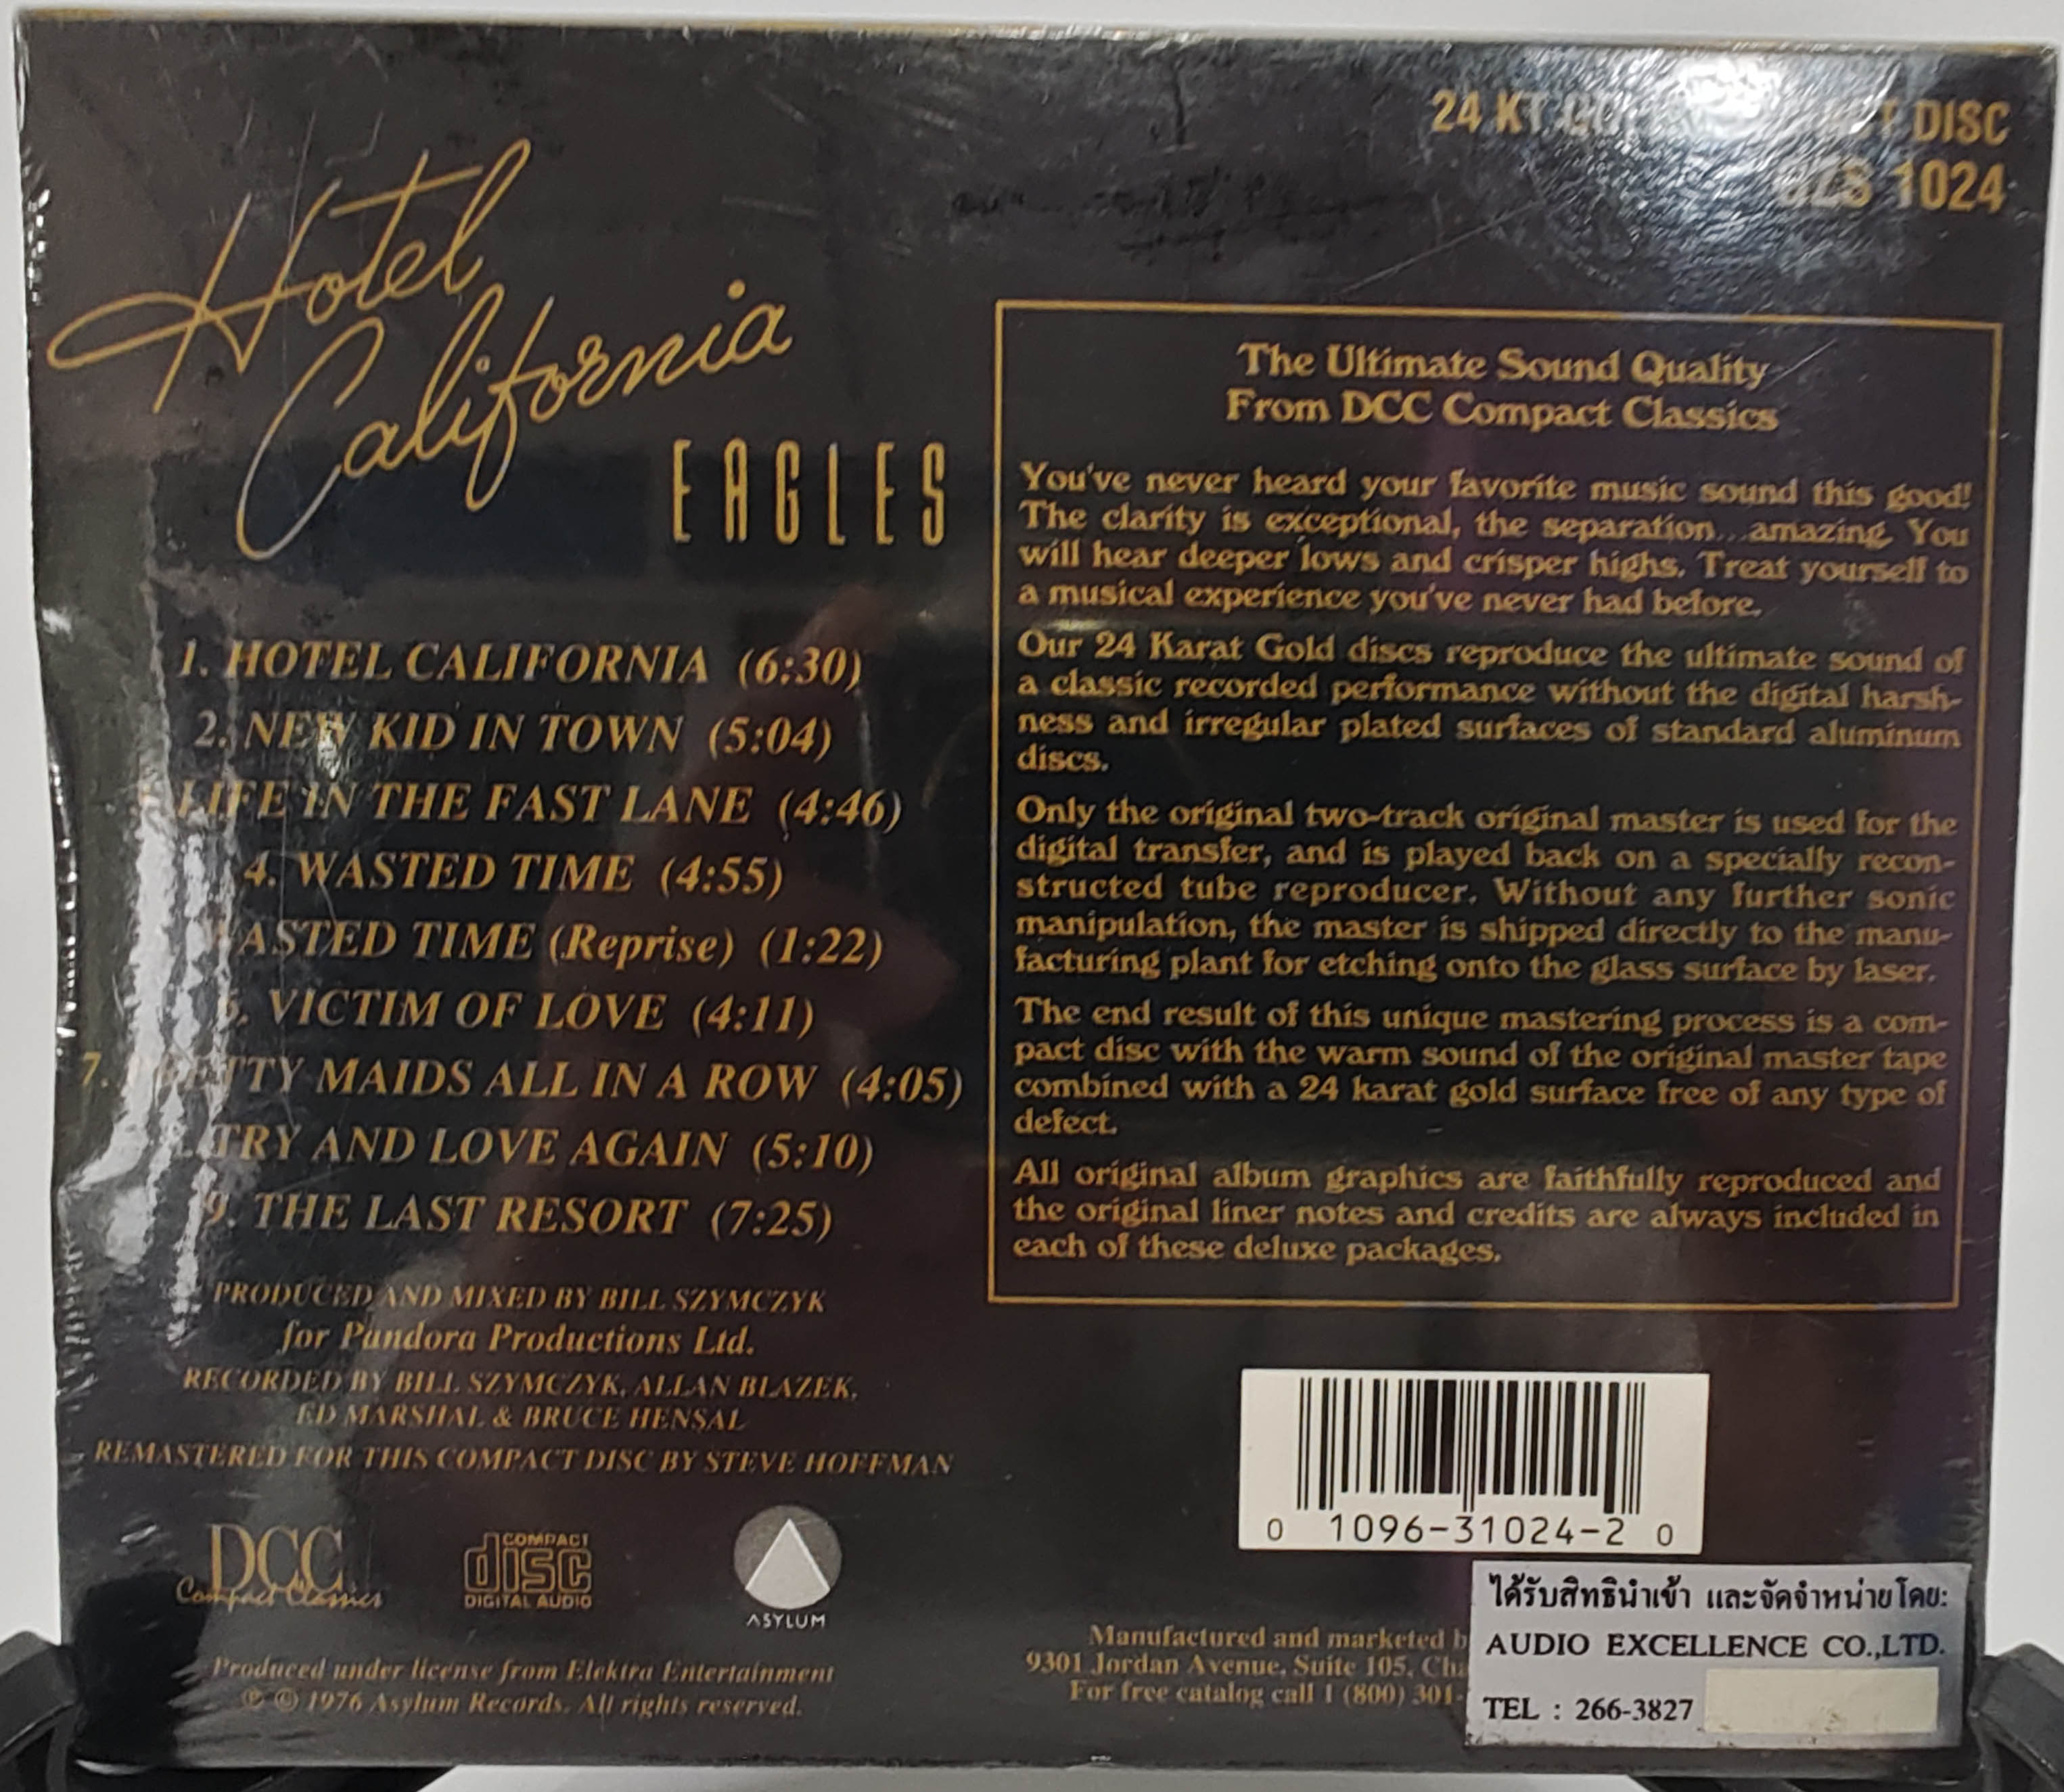 24 KT DISC
1024
Hotel
California
EAGLES
1. HOTEL CALIFORNIA (6:30)
2. NEW KID IN TOWN (5:04)
LIFE IN THE FAST LANE (4:46)
4. WASTED TIME (4:55)
ASTED TIME (Reprise) (1:22)
VICTIM OF LOVE (4:11)
7. TTY MAIDS ALL IN A ROW (4:05)
TRY AND LOVE AGAIN (5:10)
9. THE LAST RESORT (7:25)
PRODUCED AND MIXED BY BILL SZYMCZYK
for Pandora Productions Ltd.
RECORDED BY BILL SZYMCZYK, ALLAN BLAZEK,
ED MARSHAL & BRUCE HENSAL
REMASTERED FOR THIS COMPACT DISC BY STEVE HOFFMAN
DCC
Compact Classics
COMPACT
disc
DIGITAL AUDIO
ASYLUM
Produced under license from Elektra Entertainment
℗ © 1976 Asylum Records. All rights reserved.
The Ultimate Sound Quality
From DCC Compact Classics
You've never heard your favorite music sound this good!
The clarity is exceptional, the separation...amazing. You
will hear deeper lows and crisper highs. Treat yourself to
a musical experience you've never had before.
Our 24 Karat Gold discs reproduce the ultimate sound of
a classic recorded performance without the digital harsh-
ness and irregular plated surfaces of standard aluminum
discs.
Only the original two-track original master is used for the
digital transfer, and is played back on a specially recon-
structed tube reproducer. Without any further sonic
manipulation, the master is shipped directly to the manu-
facturing plant for etching onto the glass surface by laser.
The end result of this unique mastering process is a com-
pact disc with the warm sound of the original master tape
combined with a 24 karat gold surface free of any type of
defect.
All original album graphics are faithfully reproduced and
the original liner notes and credits are always included in
each of these deluxe packages.
0 1096-31024-2 0
Manufactured and marketed b
9301 Jordan Avenue, Suite 105, Cha
For free catalog call 1 (800) 301-
ได้รับสิทธินำเข้า และจัดจำหน่ายโดย:
AUDIO EXCELLENCE CO.,LTD.
TEL : 266-3827